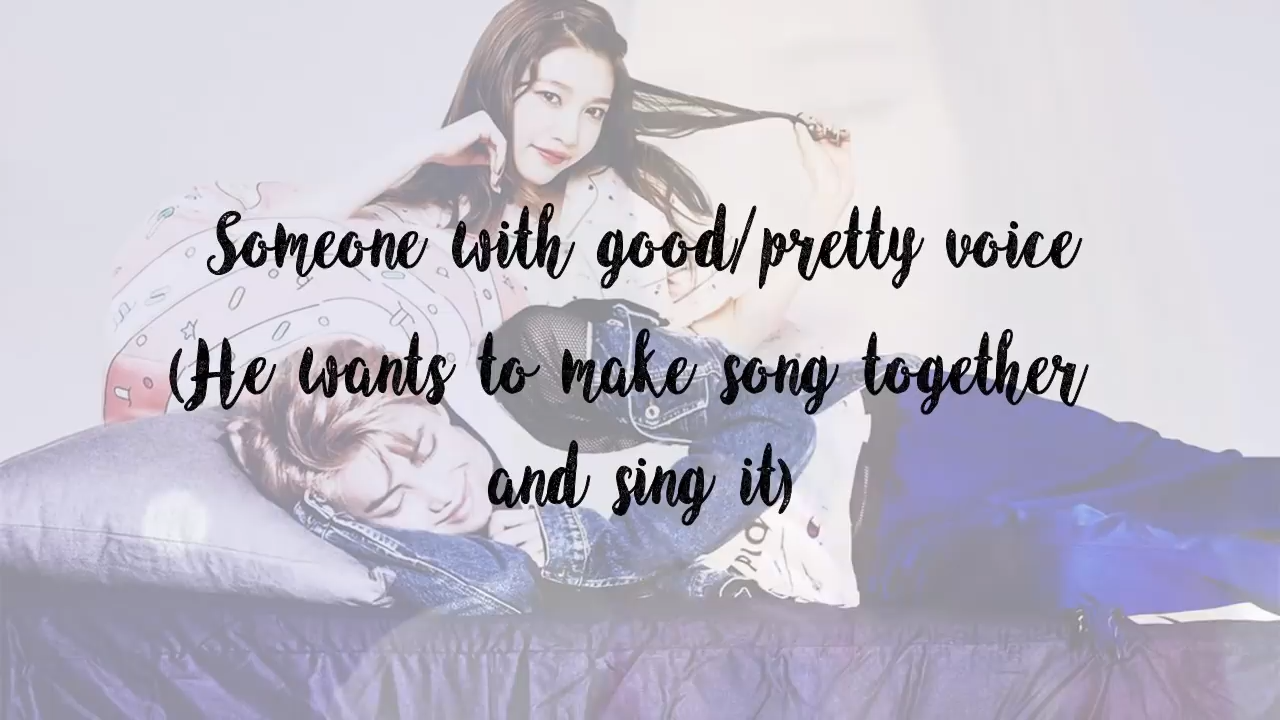 Someone with good/pretty voice
(He wants to make song together
and sing it)